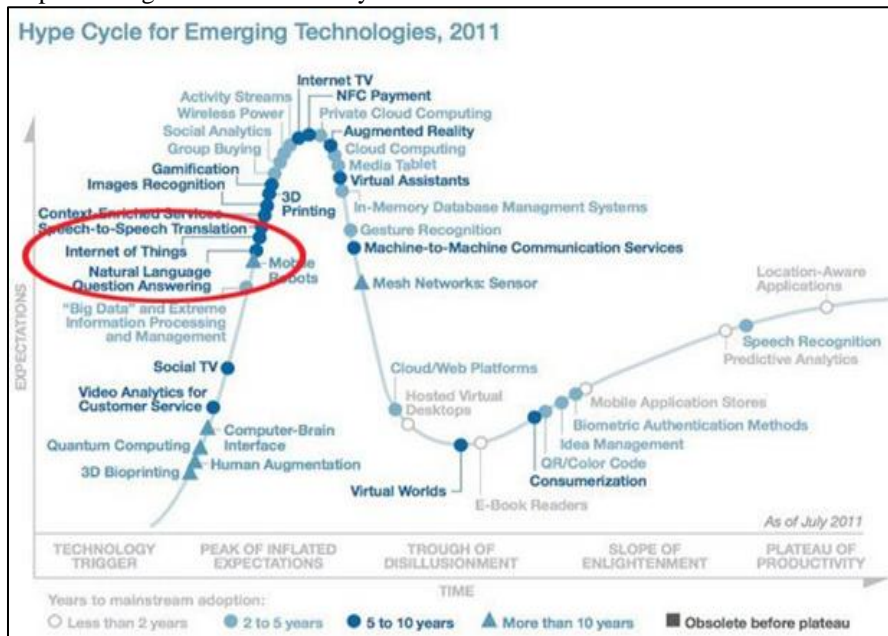 Hype Cycle for Emerging Technologies, 2011
Internet TV
NFC Payment
Activity Streams
Wireless Power
Private Cloud Computing
Social Analytics
Augmented Reality
Group Buying
Cloud Computing
Gamification
Media Tablet
Images Recognition
Virtual Assistants
3D
Printing
In-Memory Database Managment Systems
Context-Enriched Services
Speech-to-Speech Translation
Gesture Recognition
Internet of Things
Machine-to-Machine Communication Services
Mobile
Robots
Natural Language
Question Answering
Mesh Networks: Sensor
Location-Aware
Applications
"Big Data" and Extreme
Information Processing
and Management
Speech Recognition
Predictive Analytics
Social TV
Cloud/Web Platforms
Hosted Virtual
Desktops
Video Analytics for
Customer Service
Mobile Application Stores
Biometric Authentication Methods
Idea Management
QR/Color Code
Consumerization
Computer-Brain
Interface
Quantum Computing
Human Augmentation
3D Bioprinting
Virtual Worlds
E-Book Readers
EXPECTATIONS
As of July 2011
TECHNOLOGY
TRIGGER
PEAK OF INFLATED
EXPECTATIONS
TROUGH OF
DISILLUSIONMENT
SLOPE OF
ENLIGHTENMENT
PLATEAU OF
PRODUCTIVITY
TIME
Years to mainstream adoption:
Less than 2 years
2 to 5 years
5 to 10 years
More than 10 years
Obsolete before plateau